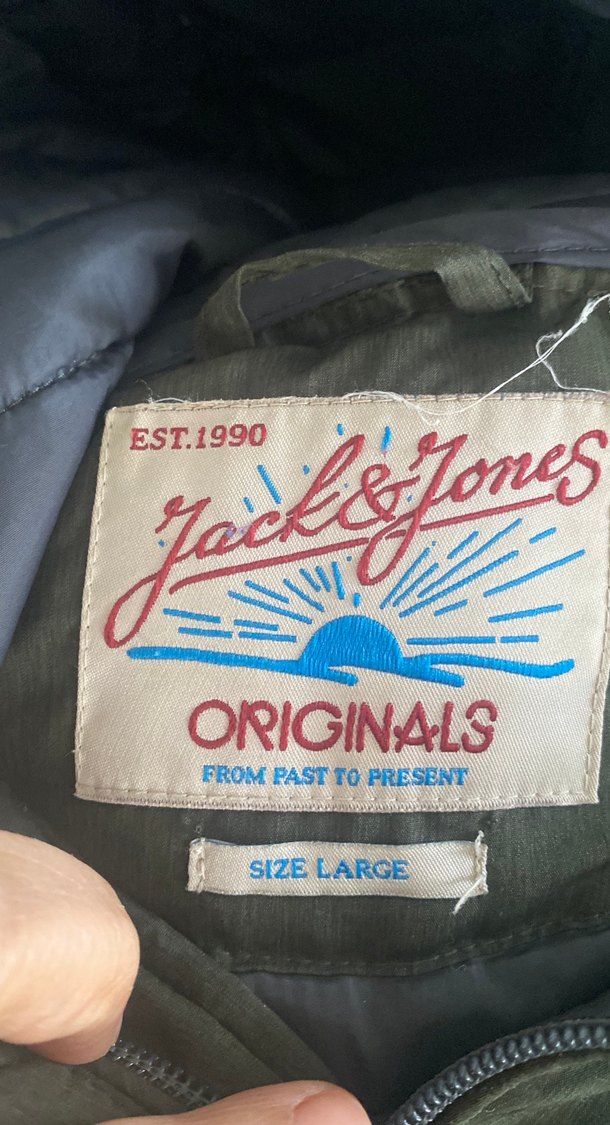 EST.1990
Jack & Jones
ORIGINALS
FROM PAST TO PRESENT
SIZE LARGE